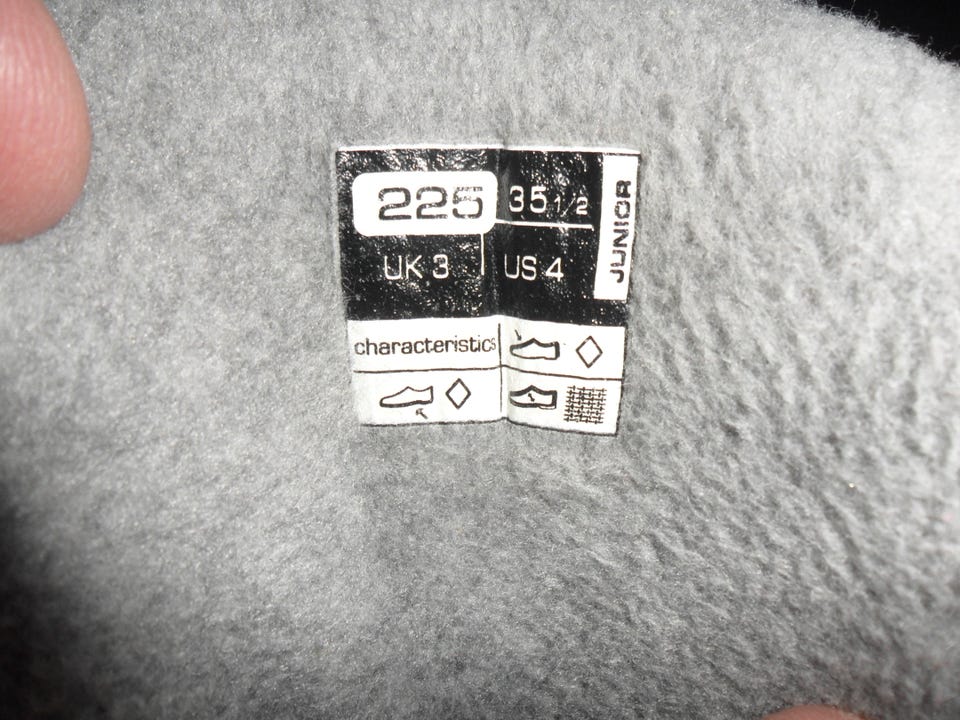 225 35 1/2
JUNIOR
UK 3 US 4
characteristics